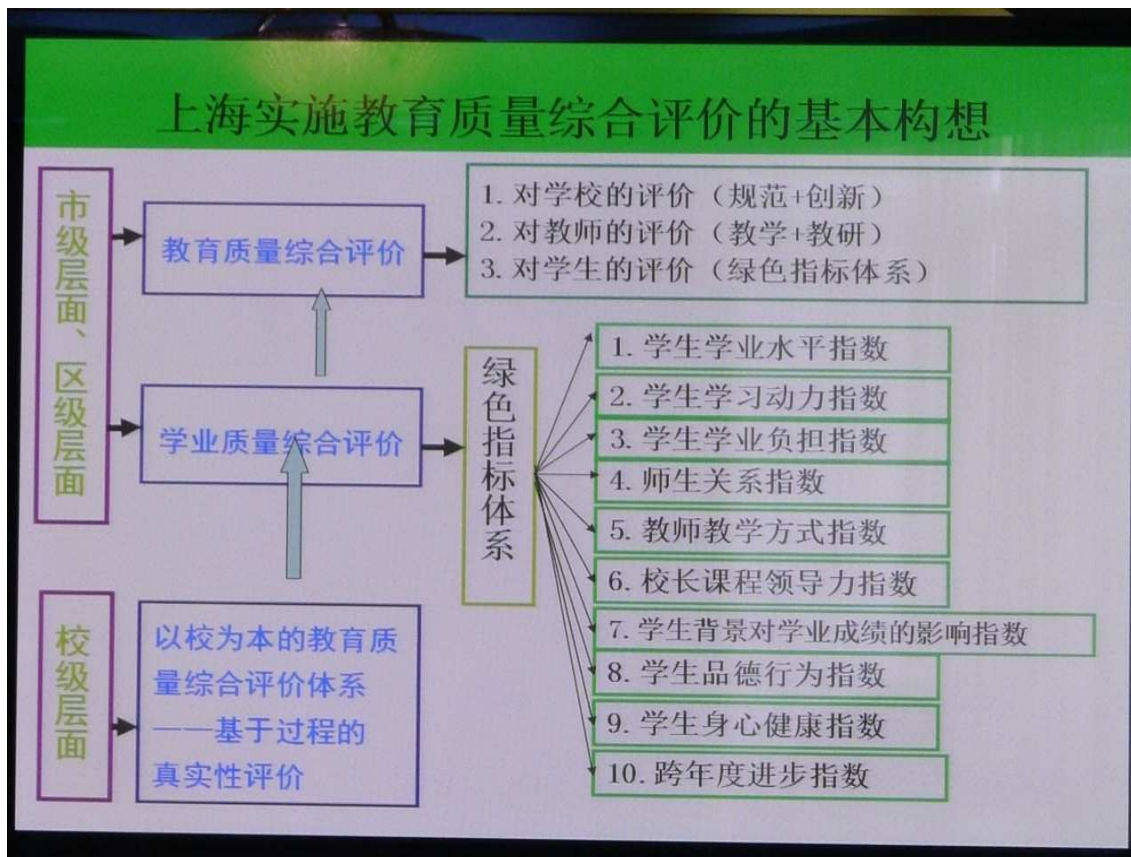 上海实施教育质量综合评价的基本构想
市级层面、区级层面
教育质量综合评价
1. 对学校的评价（规范+创新）
2. 对教师的评价（教学+教研）
3. 对学生的评价（绿色指标体系）
学业质量综合评价
绿色指标体系
1. 学生学业水平指数
2. 学生学习动力指数
3. 学生学业负担指数
4. 师生关系指数
5. 教师教学方式指数
6. 校长课程领导力指数
7. 学生背景对学业成绩的影响指数
8. 学生品德行为指数
9. 学生身心健康指数
10. 跨年度进步指数
校级层面
以校为本的教育质
量综合评价体系
——基于过程的
真实性评价